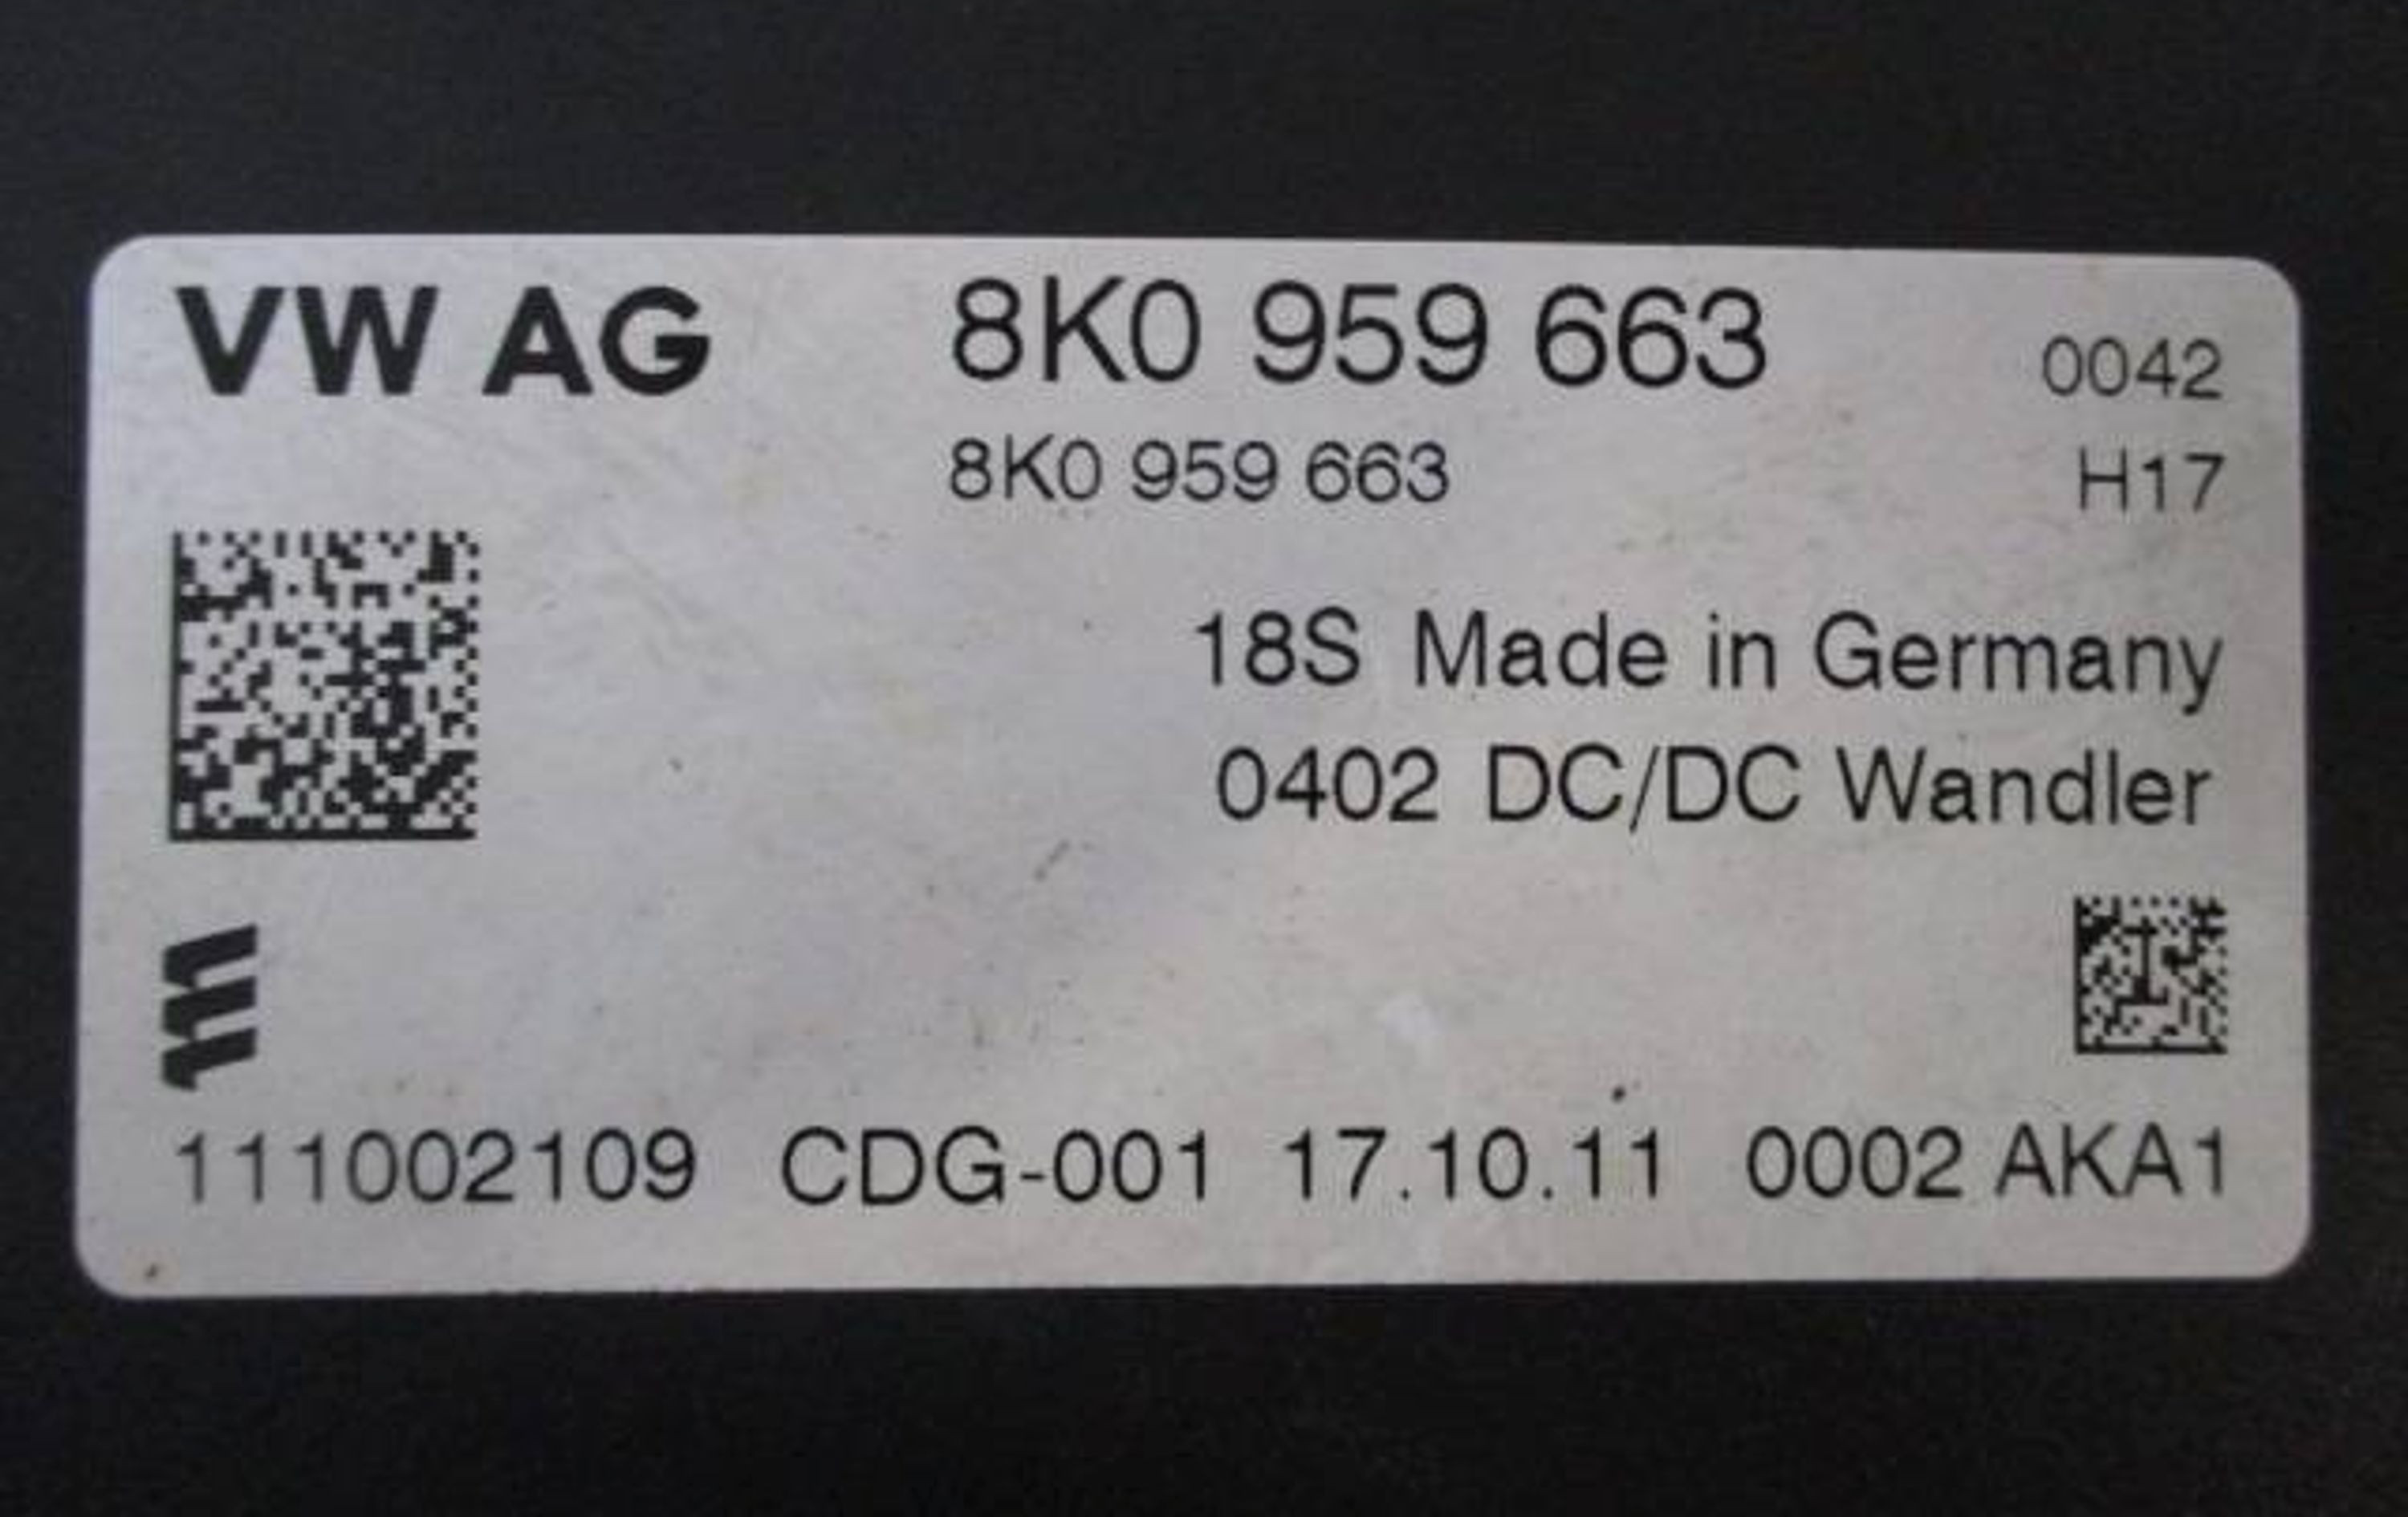 VW AG 8K0 959 663 0042
8K0 959 663 H17
18S Made in Germany
0402 DC/DC Wandler
111002109 CDG-001 17.10.11 0002 AKA1